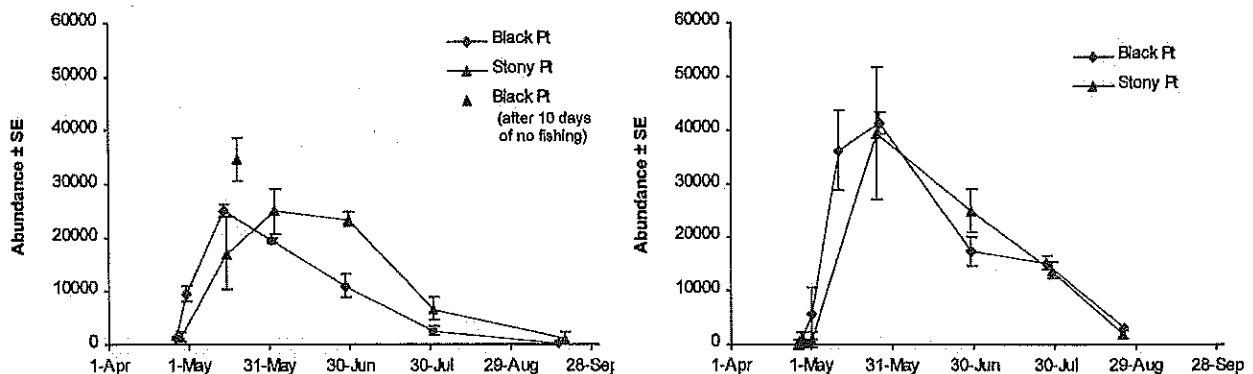 60000
50000
40000
30000
20000
10000
0
Abundance ± SE
1-Apr 1-May 31-May 30-Jun 30-Jul 29-Aug 28-Sep
Black Pt
Stony Pt
Black Pt
(after 10 days
of no fishing)
60000
50000
40000
30000
20000
10000
0
Abundance ± SE
1-Apr 1-May 31-May 30-Jun 30-Jul 29-Aug 28-Sep
Black Pt
Stony Pt